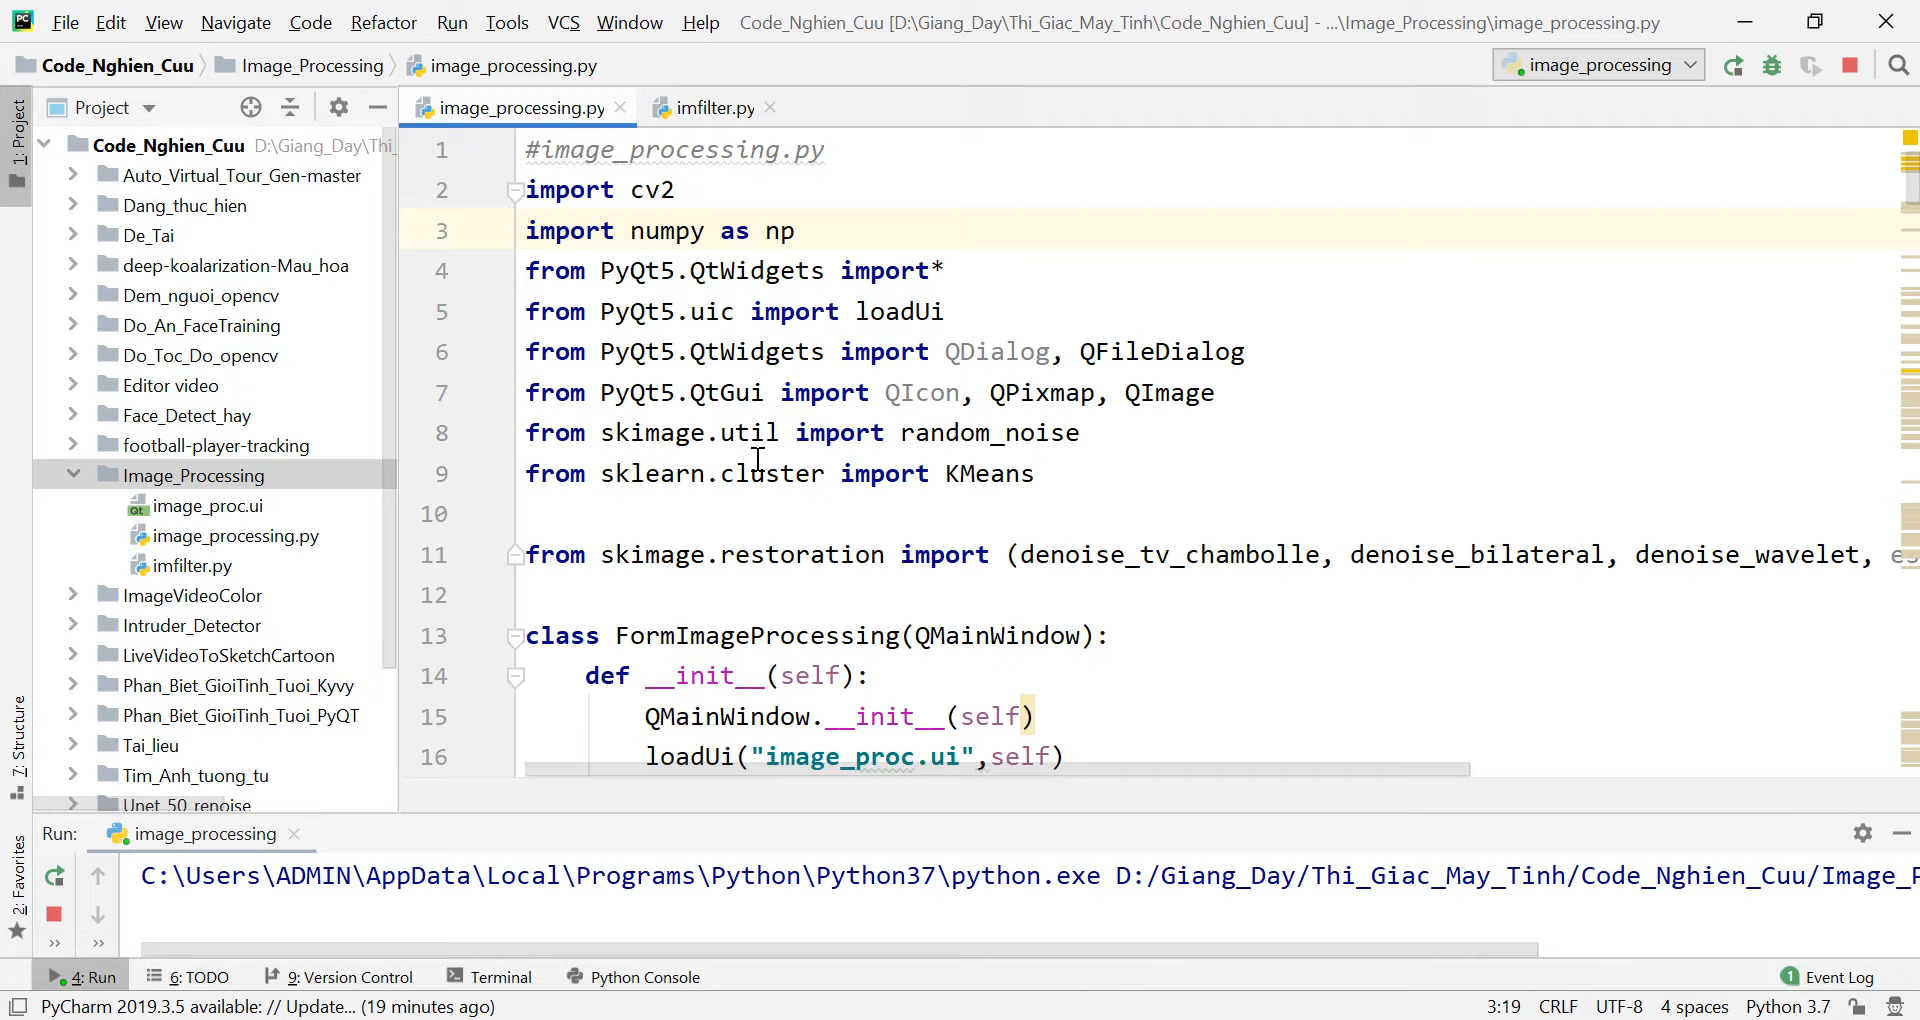 PC File Edit View Navigate Code Refactor Run Tools VCS Window Help Code_Nghien_Cuu [D:\Giang_Day\Thi_Giac_May_Tinh\Code_Nghien_Cuu] - ...\Image_Processing\image_processing.py
Code_Nghien_Cuu Image_Processing image_processing.py image_processing
1: Project
Project
Code_Nghien_Cuu D:\Giang_Day\Thi_
Auto_Virtual_Tour_Gen-master
Dang_thuc_hien
De_Tai
deep-koalarization-Mau_hoa
Dem_nguoi_opencv
Do_An_FaceTraining
Do_Toc_Do_opencv
Editor video
Face_Detect_hay
football-player-tracking
Image_Processing
Qt image_proc.ui
image_processing.py
imfilter.py
ImageVideoColor
Intruder_Detector
LiveVideoToSketchCartoon
Phan_Biet_GioiTinh_Tuoi_Kyvy
Phan_Biet_GioiTinh_Tuoi_PyQT
Tai_lieu
Tim_Anh_tuong_tu
Unet_50_renoise
7: Structure
2: Favorites
image_processing.py imfilter.py
1 #image_processing.py
2 import cv2
3 import numpy as np
4 from PyQt5.QtWidgets import*
5 from PyQt5.uic import loadUi
6 from PyQt5.QtWidgets import QDialog, QFileDialog
7 from PyQt5.QtGui import QIcon, QPixmap, QImage
8 from skimage.util import random_noise
9 from sklearn.cluster import KMeans
10
11 from skimage.restoration import (denoise_tv_chambolle, denoise_bilateral, denoise_wavelet, es
12
13 class FormImageProcessing(QMainWindow):
14 def __init__(self):
15 QMainWindow.__init__(self)
16 loadUi("image_proc.ui",self)
Run: image_processing
C:\Users\ADMIN\AppData\Local\Programs\Python\Python37\python.exe D:/Giang_Day/Thi_Giac_May_Tinh/Code_Nghien_Cuu/Image_P
4: Run 6: TODO 9: Version Control Terminal Python Console 1 Event Log
PyCharm 2019.3.5 available: // Update... (19 minutes ago) 3:19 CRLF UTF-8 4 spaces Python 3.7